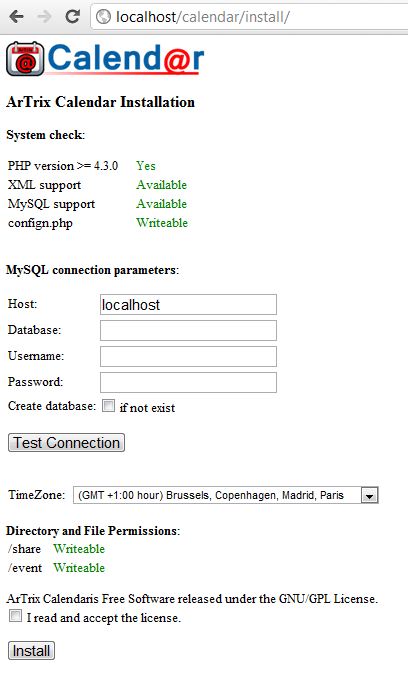 localhost/calendar/install/
Calend@r
ArTrix Calendar Installation
System check:
PHP version >= 4.3.0 Yes
XML support Available
MySQL support Available
confign.php Writeable
MySQL connection parameters:
Host: localhost
Database:
Username:
Password:
Create database: if not exist
Test Connection
TimeZone: (GMT +1:00 hour) Brussels, Copenhagen, Madrid, Paris
Directory and File Permissions:
/share Writeable
/event Writeable
ArTrix Calendaris Free Software released under the GNU/GPL License.
I read and accept the license.
Install